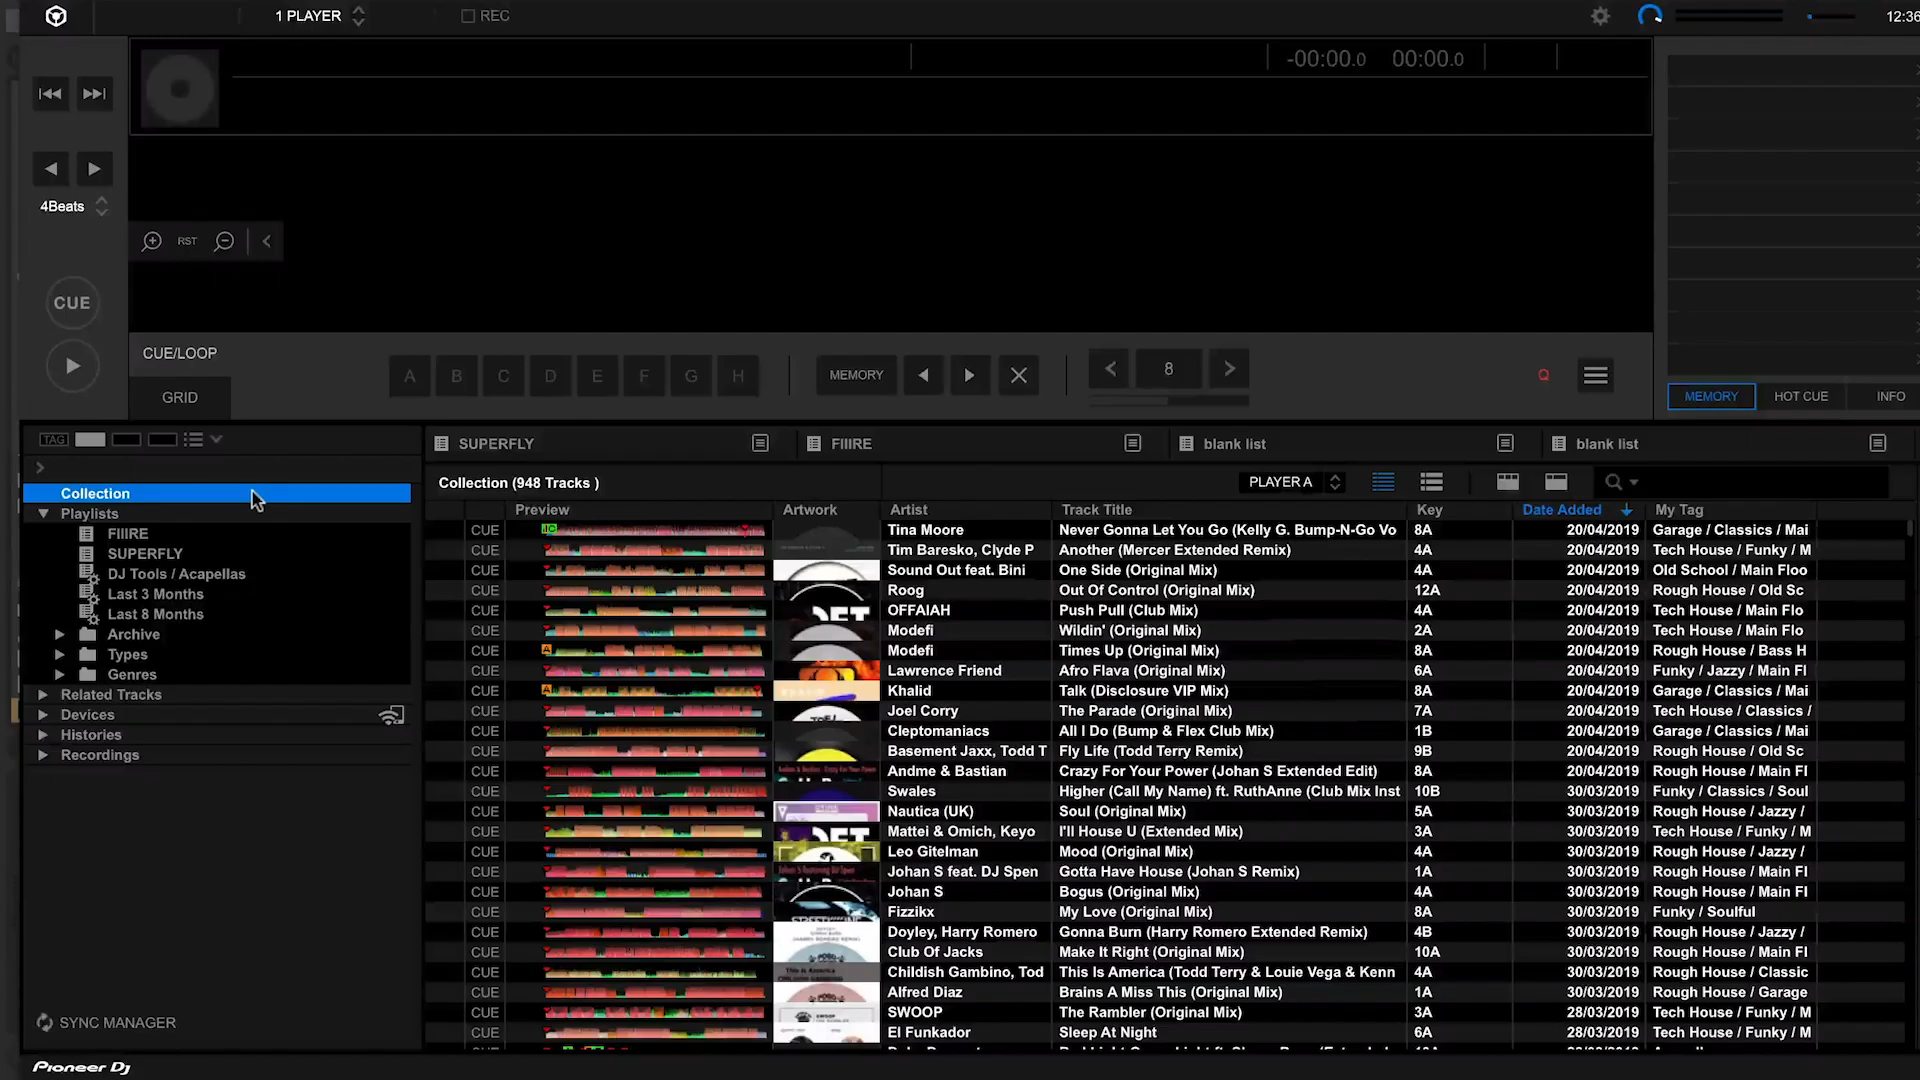 1 PLAYER
REC
12:36
-00:00.0 00:00.0
4Beats
RST
CUE
CUE/LOOP
GRID
A B C D E F G H
MEMORY
8
Q
MEMORY HOT CUE INFO
TAG
Collection
Playlists
FIIIRE
SUPERFLY
DJ Tools / Acapellas
Last 3 Months
Last 8 Months
Archive
Types
Genres
Related Tracks
Devices
Histories
Recordings
SYNC MANAGER
Pioneer Dj
SUPERFLY FIIIRE blank list blank list
Collection (948 Tracks )
PLAYER A
Preview Artwork Artist Track Title Key Date Added My Tag
CUE Tina Moore Never Gonna Let You Go (Kelly G. Bump-N-Go Vo 8A 20/04/2019 Garage / Classics / Mai
CUE Tim Baresko, Clyde P Another (Mercer Extended Remix) 4A 20/04/2019 Tech House / Funky / M
CUE Sound Out feat. Bini One Side (Original Mix) 4A 20/04/2019 Old School / Main Floo
CUE Roog Out Of Control (Original Mix) 12A 20/04/2019 Rough House / Old Sc
CUE OFFAIAH Push Pull (Club Mix) 4A 20/04/2019 Tech House / Main Flo
CUE Modefi Wildin' (Original Mix) 2A 20/04/2019 Tech House / Main Flo
CUE Modefi Times Up (Original Mix) 8A 20/04/2019 Rough House / Bass H
CUE Lawrence Friend Afro Flava (Original Mix) 6A 20/04/2019 Funky / Jazzy / Main Fl
CUE Khalid Talk (Disclosure VIP Mix) 8A 20/04/2019 Garage / Classics / Mai
CUE Joel Corry The Parade (Original Mix) 7A 20/04/2019 Tech House / Classics /
CUE Cleptomaniacs All I Do (Bump & Flex Club Mix) 1B 20/04/2019 Garage / Classics / Mai
CUE Basement Jaxx, Todd T Fly Life (Todd Terry Remix) 9B 20/04/2019 Rough House / Old Sc
CUE Andme & Bastian Crazy For Your Power (Johan S Extended Edit) 8A 20/04/2019 Rough House / Main Fl
CUE Swales Higher (Call My Name) ft. RuthAnne (Club Mix Inst 10B 30/03/2019 Funky / Classics / Soul
CUE Nautica (UK) Soul (Original Mix) 5A 30/03/2019 Rough House / Jazzy /
CUE Mattei & Omich, Keyo I'll House U (Extended Mix) 3A 30/03/2019 Tech House / Funky / M
CUE Leo Gitelman Mood (Original Mix) 4A 30/03/2019 Rough House / Jazzy /
CUE Johan S feat. DJ Spen Gotta Have House (Johan S Remix) 1A 30/03/2019 Rough House / Main Fl
CUE Johan S Bogus (Original Mix) 4A 30/03/2019 Rough House / Main Fl
CUE Fizzikx My Love (Original Mix) 8A 30/03/2019 Funky / Soulful
CUE Doyley, Harry Romero Gonna Burn (Harry Romero Extended Remix) 4B 30/03/2019 Rough House / Jazzy /
CUE Club Of Jacks Make It Right (Original Mix) 10A 30/03/2019 Rough House / Main Fl
CUE Childish Gambino, Tod This Is America (Todd Terry & Louie Vega & Kenn 4A 30/03/2019 Rough House / Classic
CUE Alfred Diaz Brains A Miss This (Original Mix) 1A 30/03/2019 Rough House / Garage
CUE SWOOP The Rambler (Original Mix) 3A 28/03/2019 Tech House / Funky / M
CUE El Funkador Sleep At Night 6A 28/03/2019 Tech House / Funky / M